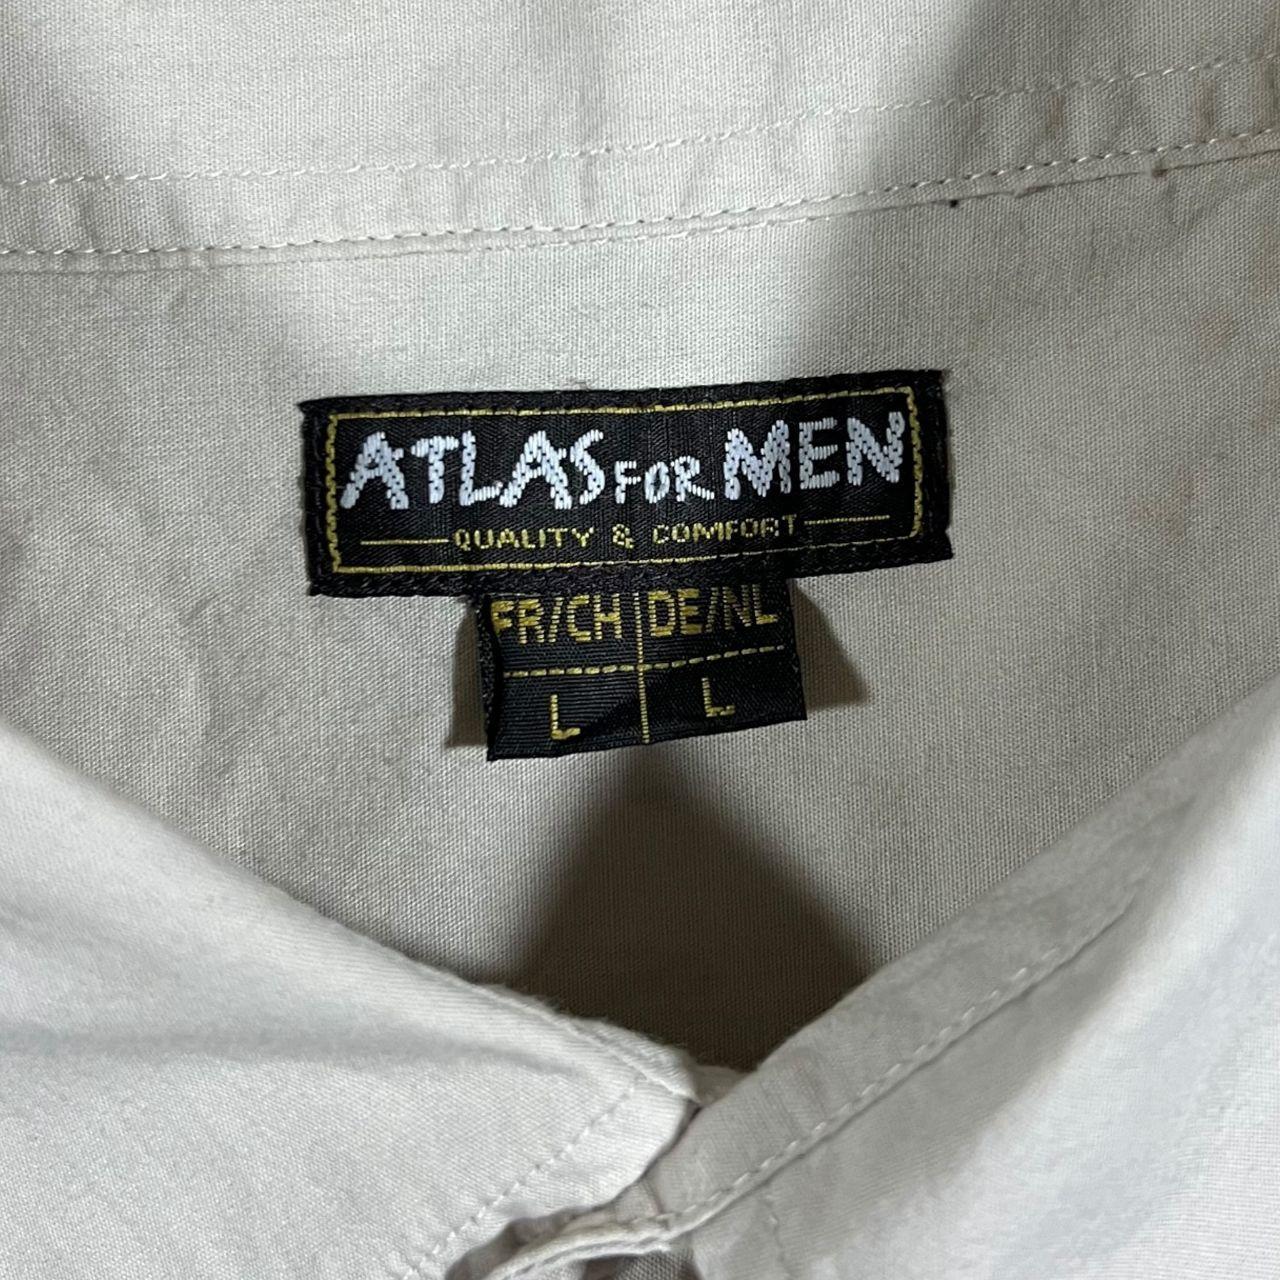 ATLAS FOR MEN
QUALITY & COMFORT
FR/CH DE/NL
L L